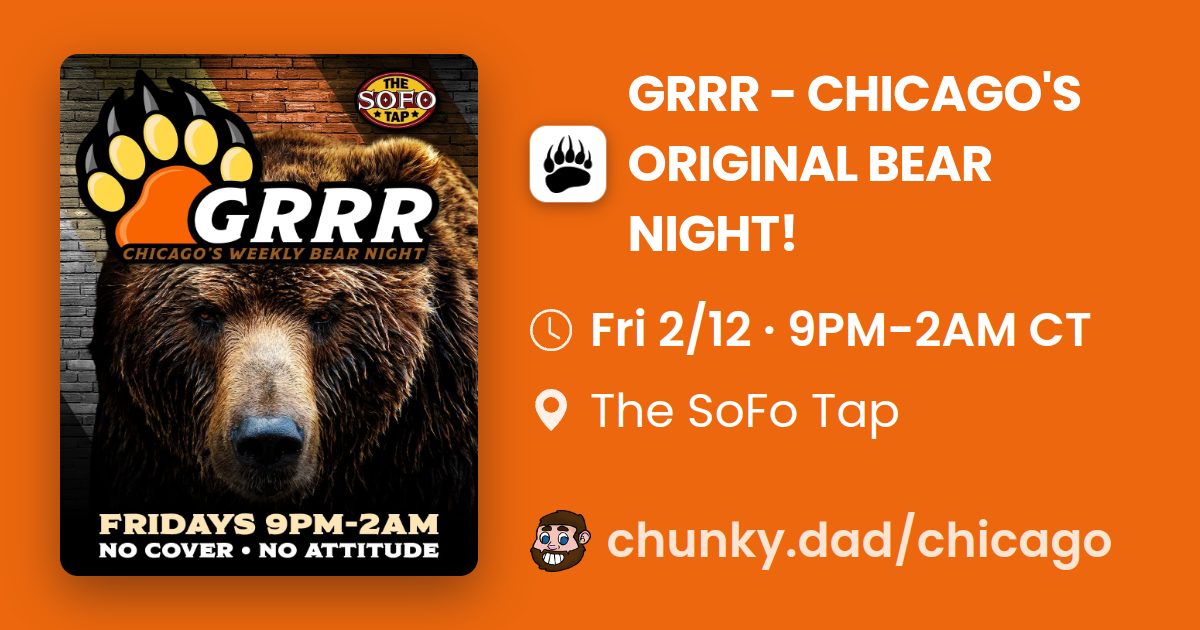 THE
SOFO
TAP
GRRR
CHICAGO'S WEEKLY BEAR NIGHT
FRIDAYS 9PM-2AM
NO COVER • NO ATTITUDE
GRRR - CHICAGO'S
ORIGINAL BEAR
NIGHT!
Fri 2/12 · 9PM-2AM CT
The SoFo Tap
chunky.dad/chicago